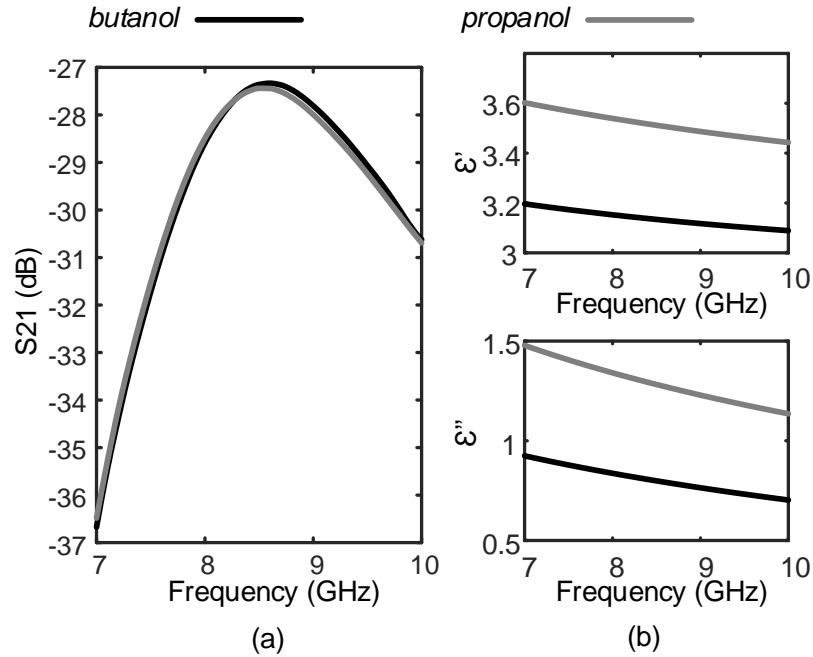 butanol
propanol
-27
-28
-29
-30
-31
-32
-33
-34
-35
-36
-37
S21 (dB)
7 8 9 10
Frequency (GHz)
(a)
3.6
3.4
3.2
3
ε'
7 8 9 10
Frequency (GHz)
1.5
1
0.5
ε"
7 8 9 10
Frequency (GHz)
(b)